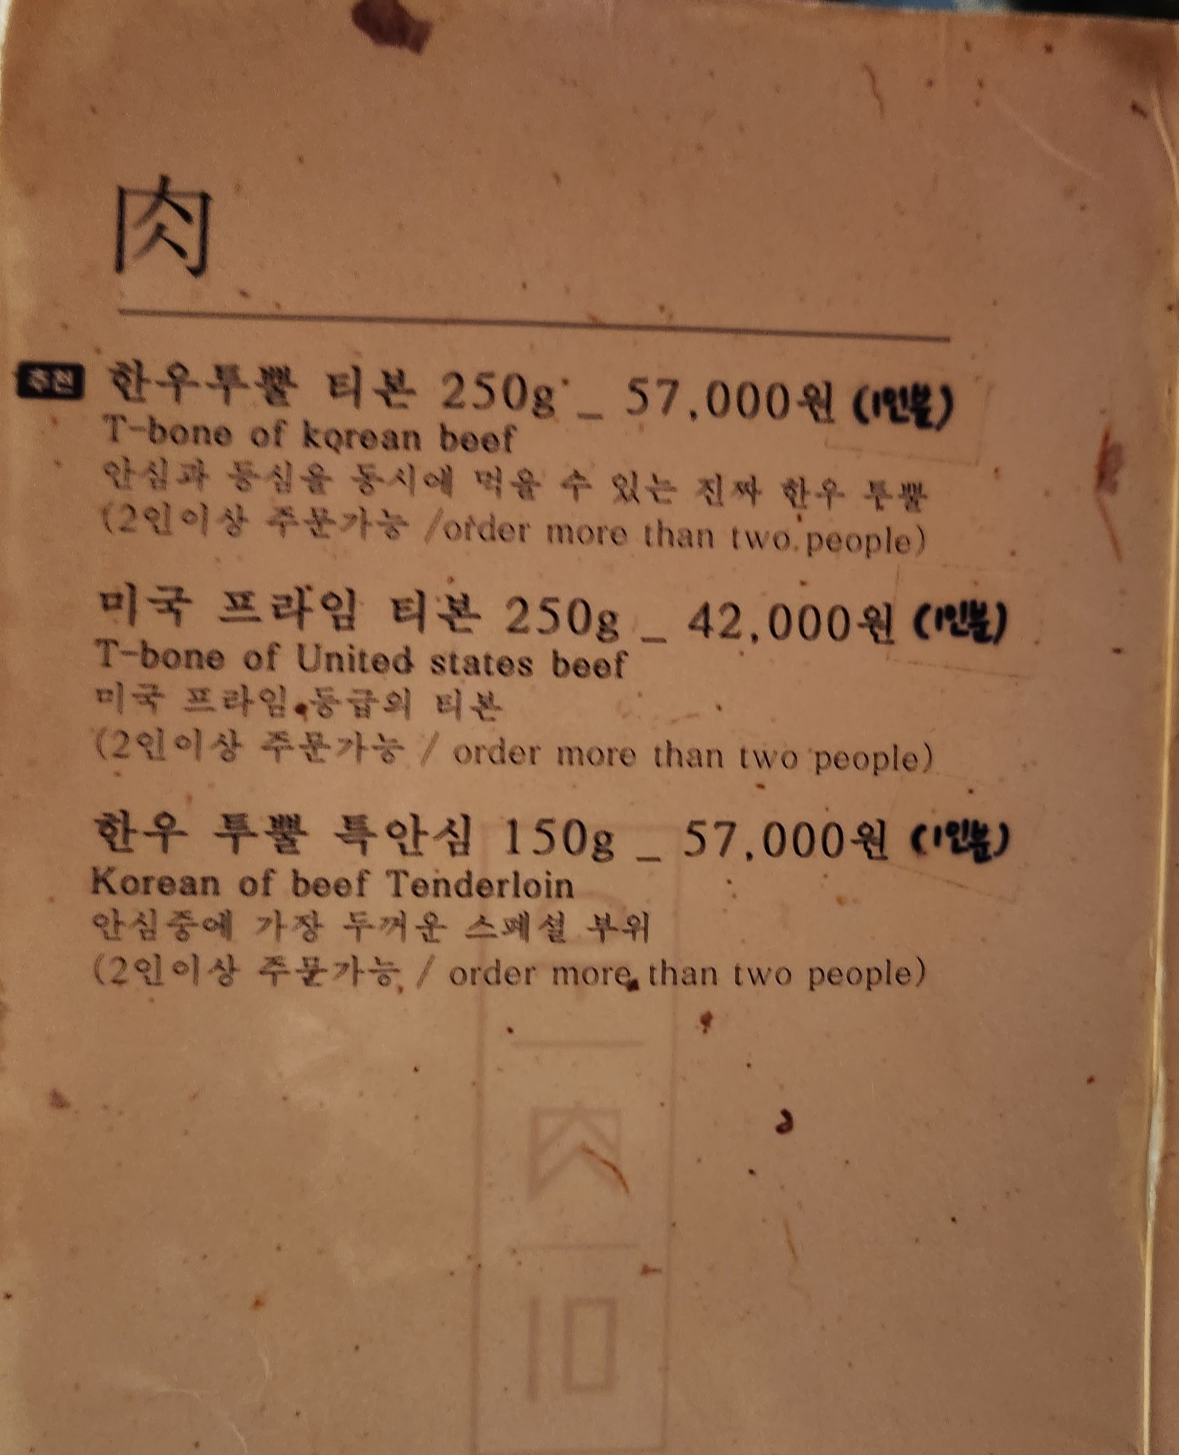 肉
추천 한우투뿔 티본 250g _ 57,000원 (1인분)
T-bone of korean beef
안심과 등심을 동시에 먹을 수 있는 진짜 한우 투뿔
(2인이상 주문가능 /order more than two people)
미국 프라임 티본 250g _ 42,000원 (1인분)
T-bone of United states beef
미국 프라임 등급의 티본
(2인이상 주문가능 / order more than two people)
한우 투뿔 특안심 150g _ 57,000원 (1인분)
Korean of beef Tenderloin
안심중에 가장 두꺼운 스페셜 부위
(2인이상 주문가능 / order more than two people)